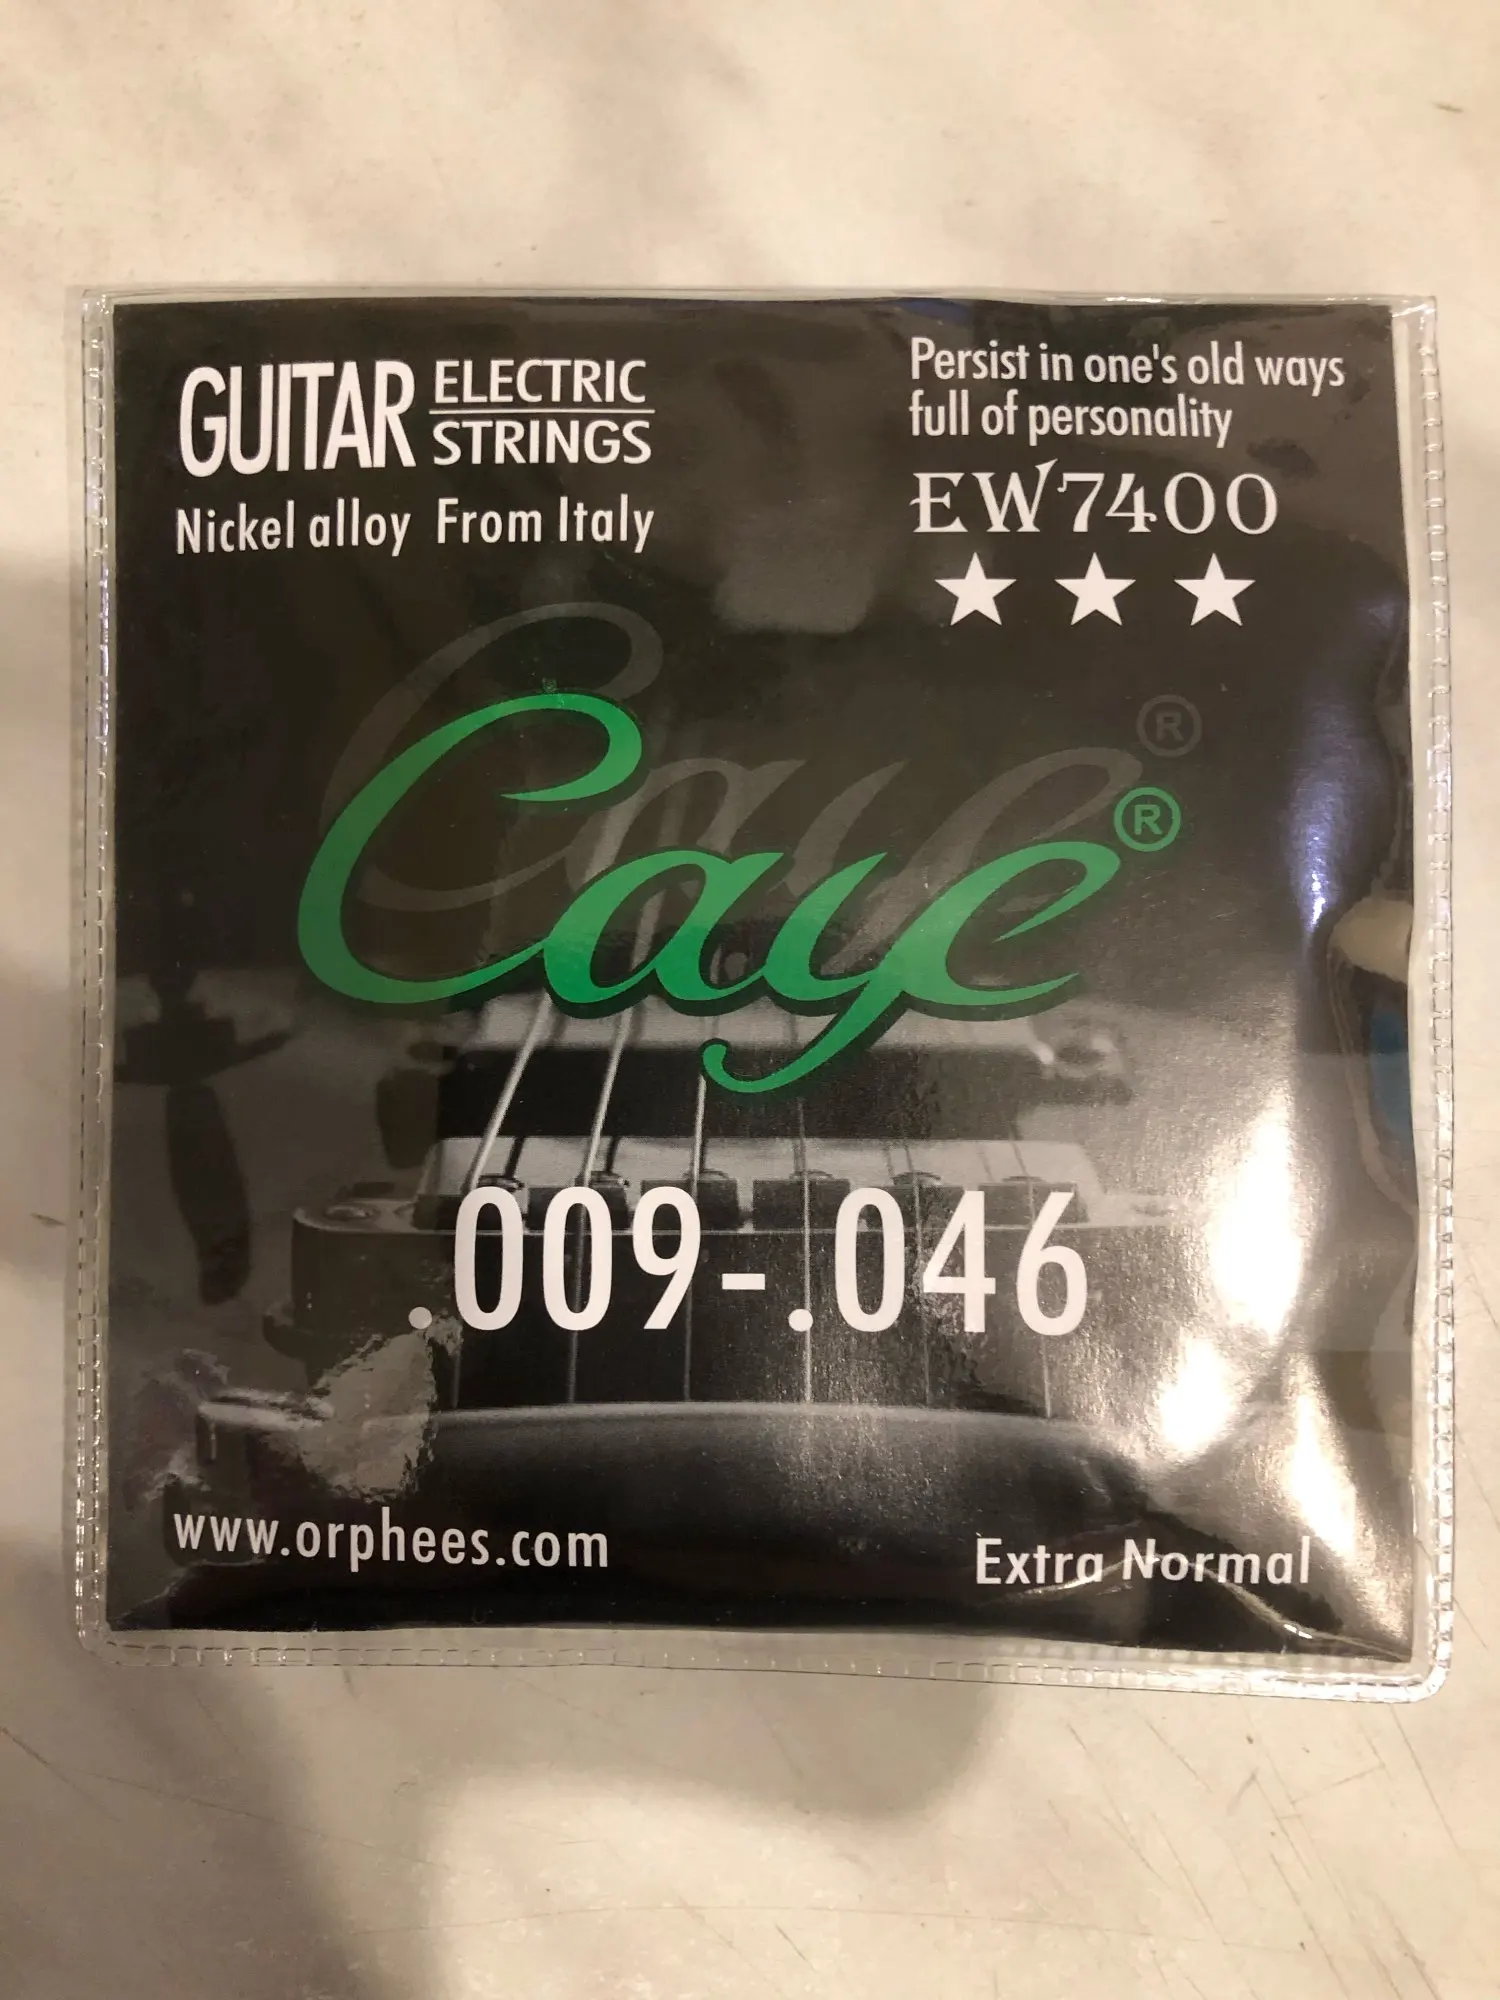 GUITAR ELECTRIC STRINGS
Nickel alloy From Italy
Persist in one's old ways
full of personality
EW7400
Caye®
Caye®
.009-.046
www.orphees.com
Extra Normal